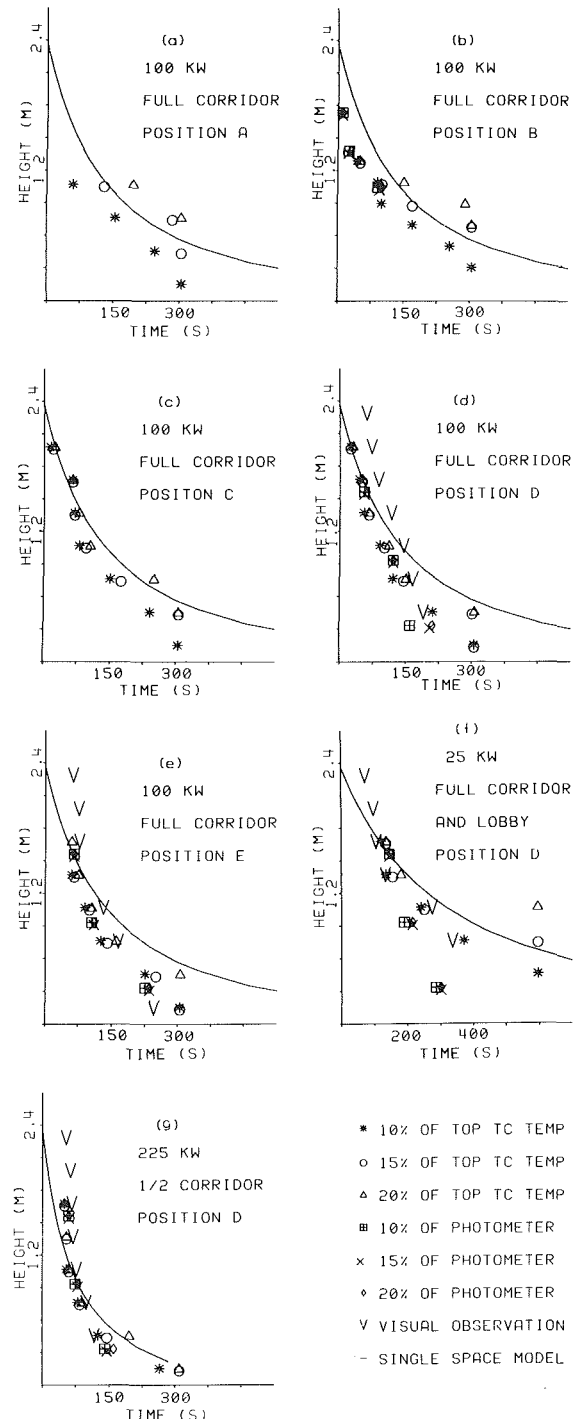 (a)
100 KW
FULL CORRIDOR
POSITION A
HEIGHT (M)
2.4
1.2
150
300
TIME (S)
(b)
100 KW
FULL CORRIDOR
POSITION B
HEIGHT (M)
2.4
1.2
150
300
TIME (S)
(c)
100 KW
FULL CORRIDOR
POSITON C
HEIGHT (M)
2.4
1.2
150
300
TIME (S)
(d)
100 KW
FULL CORRIDOR
POSITION D
HEIGHT (M)
2.4
1.2
150
300
TIME (S)
(e)
100 KW
FULL CORRIDOR
POSITION E
HEIGHT (M)
2.4
1.2
150
300
TIME (S)
(f)
25 KW
FULL CORRIDOR
AND LOBBY
POSITION D
HEIGHT (M)
2.4
1.2
200
400
TIME (S)
(g)
225 KW
1/2 CORRIDOR
POSITION D
HEIGHT (M)
2.4
1.2
150
300
TIME (S)
* 10% OF TOP TC TEMP
○ 15% OF TOP TC TEMP
△ 20% OF TOP TC TEMP
⊞ 10% OF PHOTOMETER
× 15% OF PHOTOMETER
◇ 20% OF PHOTOMETER
V VISUAL OBSERVATION
— SINGLE SPACE MODEL